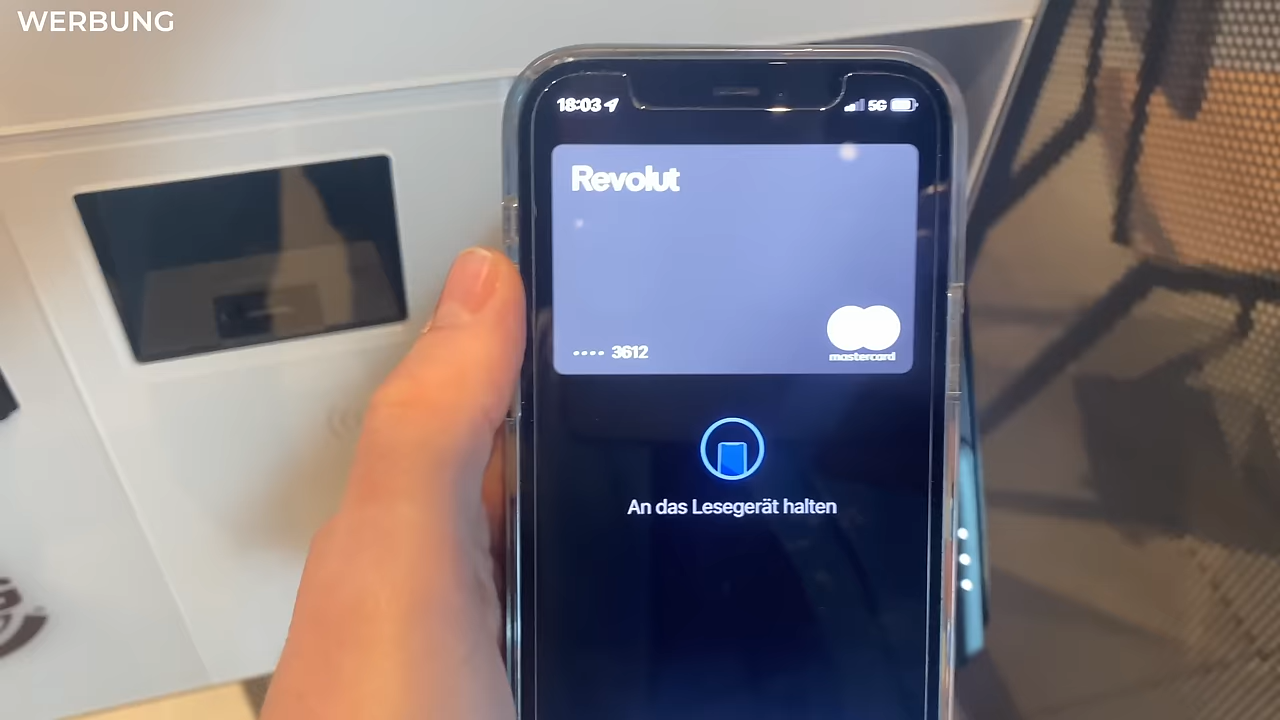 WERBUNG
18:03
5G
Revolut
•••• 3612
mastercard
An das Lesegerät halten